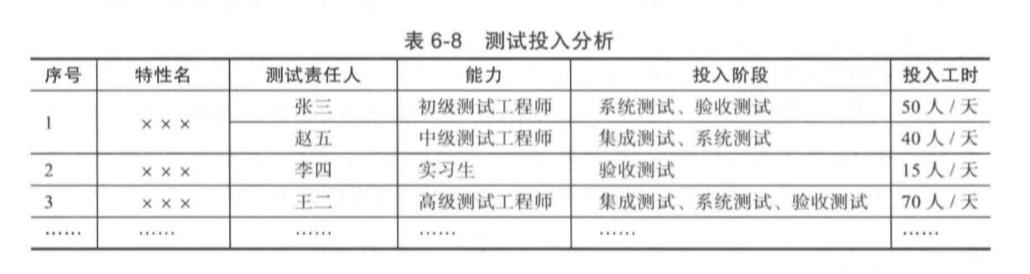 表 6-8 测试投入分析
序号 特性名 测试责任人 能力 投入阶段 投入工时
1 ××× 张三 初级测试工程师 系统测试、验收测试 50 人/天
赵五 中级测试工程师 集成测试、系统测试 40 人/天
2 ××× 李四 实习生 验收测试 15 人/天
3 ××× 王二 高级测试工程师 集成测试、系统测试、验收测试 70 人/天
…… …… …… …… …… ……